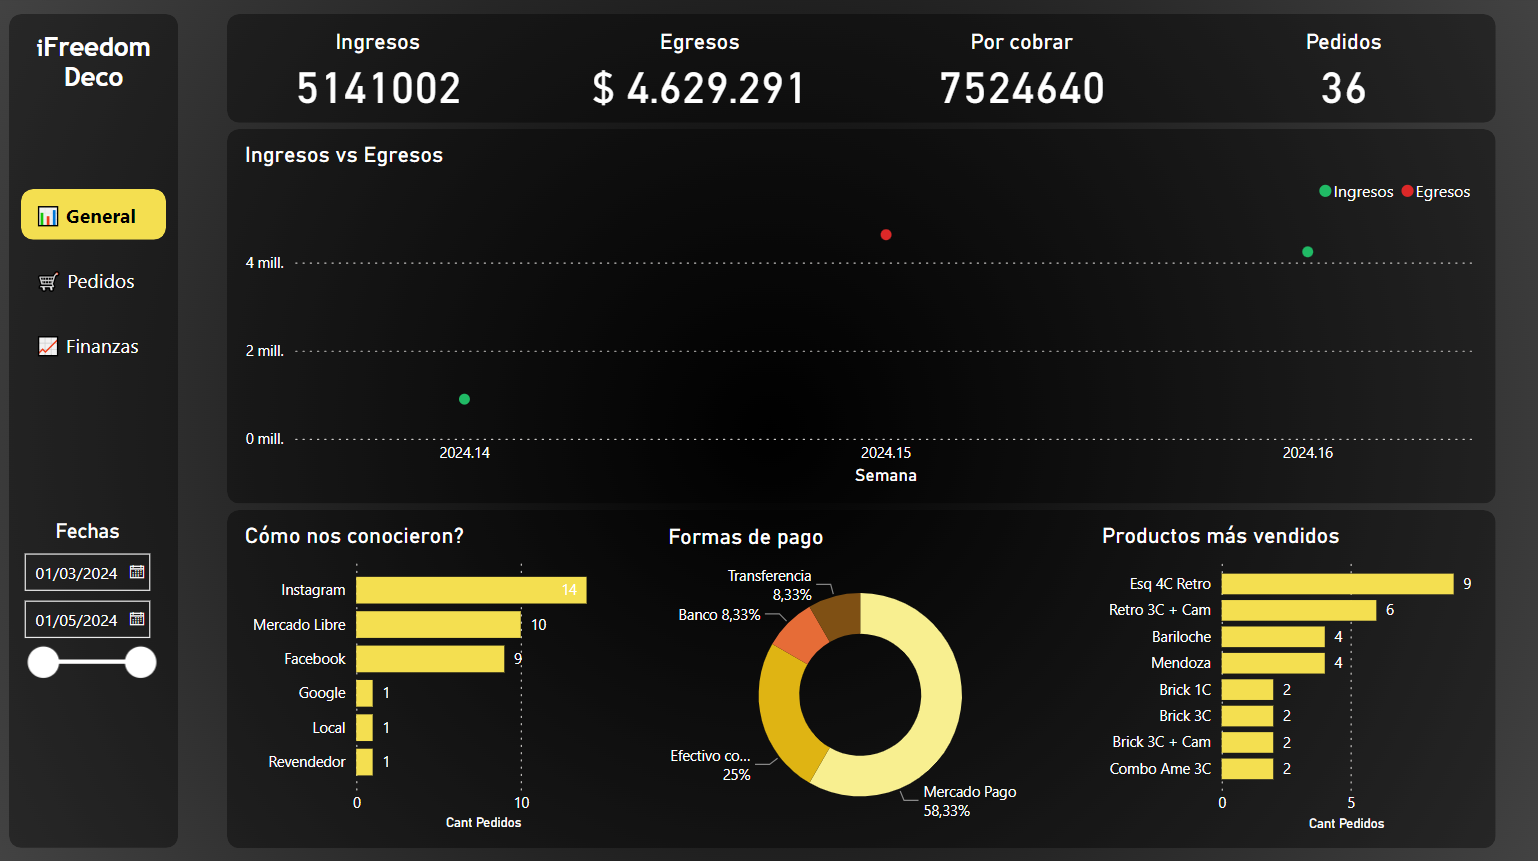 iFreedom
Deco
General
Pedidos
Finanzas
Fechas
01/03/2024
01/05/2024
Ingresos
5141002
Egresos
$ 4.629.291
Por cobrar
7524640
Pedidos
36
Ingresos vs Egresos
Ingresos Egresos
4 mill.
2 mill.
0 mill.
2024.14 2024.15 2024.16
Semana
Cómo nos conocieron?
Instagram 14
Mercado Libre 10
Facebook 9
Google 1
Local 1
Revendedor 1
0 10
Cant Pedidos
Formas de pago
Transferencia
8,33%
Banco 8,33%
Efectivo co...
25%
Mercado Pago
58,33%
Productos más vendidos
Esq 4C Retro 9
Retro 3C + Cam 6
Bariloche 4
Mendoza 4
Brick 1C 2
Brick 3C 2
Brick 3C + Cam 2
Combo Ame 3C 2
0 5
Cant Pedidos